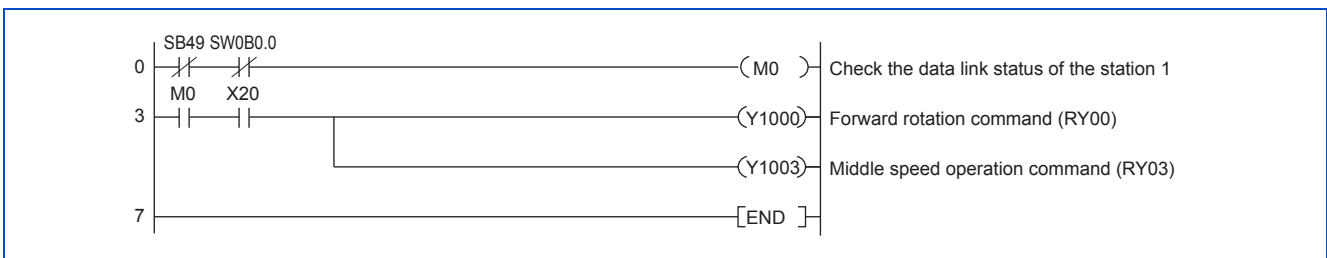 SB49 SW0B0.0
0 M0 Check the data link status of the station 1
M0 X20
3 Y1000 Forward rotation command (RY00)
Y1003 Middle speed operation command (RY03)
7 END